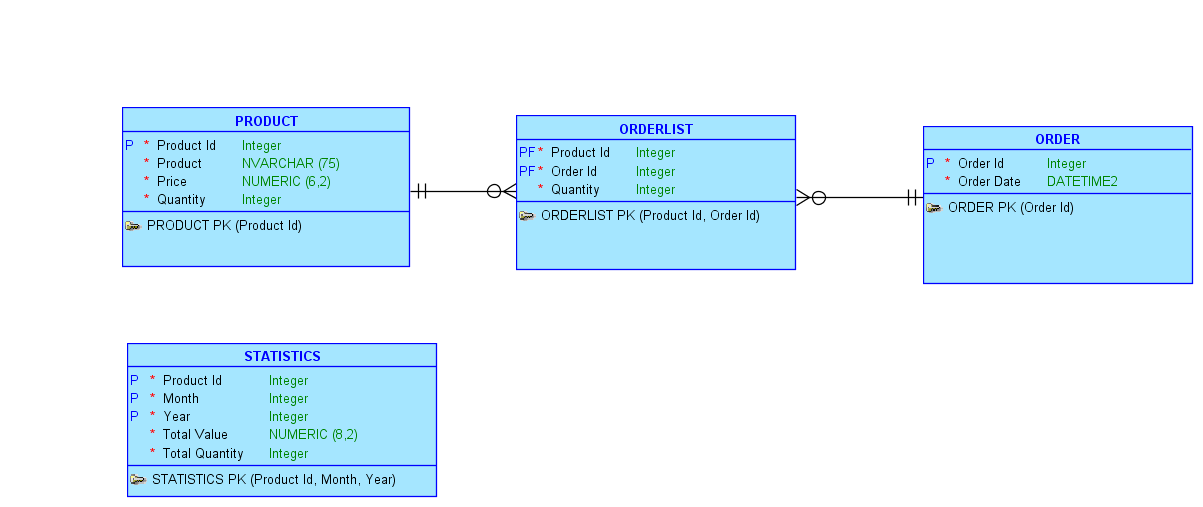 PRODUCT
P * Product Id Integer
* Product NVARCHAR (75)
* Price NUMERIC (6,2)
* Quantity Integer
PRODUCT PK (Product Id)
ORDERLIST
PF * Product Id Integer
PF * Order Id Integer
* Quantity Integer
ORDERLIST PK (Product Id, Order Id)
ORDER
P * Order Id Integer
* Order Date DATETIME2
ORDER PK (Order Id)
STATISTICS
P * Product Id Integer
P * Month Integer
P * Year Integer
* Total Value NUMERIC (8,2)
* Total Quantity Integer
STATISTICS PK (Product Id, Month, Year)